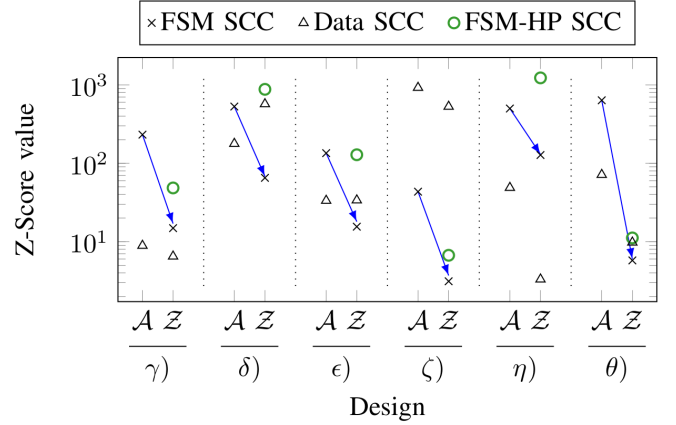 FSM SCC Data SCC FSM-HP SCC
Z-Score value
10³
10²
10¹
𝒜 𝒵 𝒜 𝒵 𝒜 𝒵 𝒜 𝒵 𝒜 𝒵 𝒜 𝒵
γ) δ) ϵ) ζ) η) θ)
Design